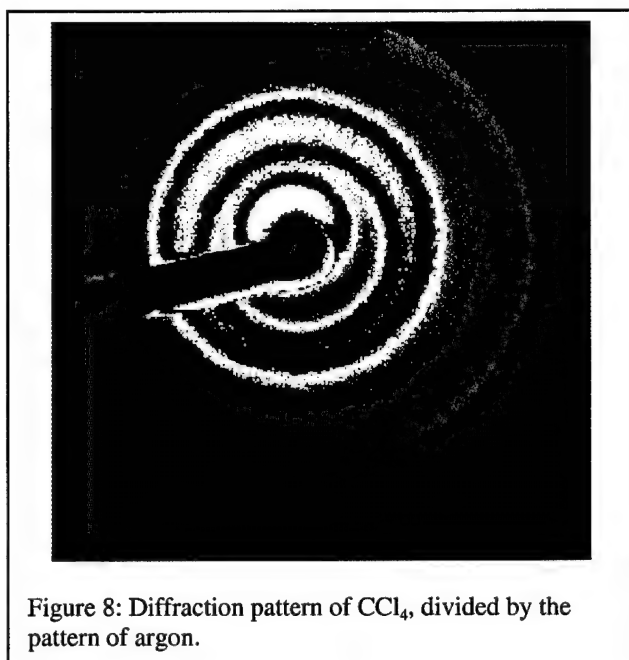 Figure 8: Diffraction pattern of CCl₄, divided by the
pattern of argon.